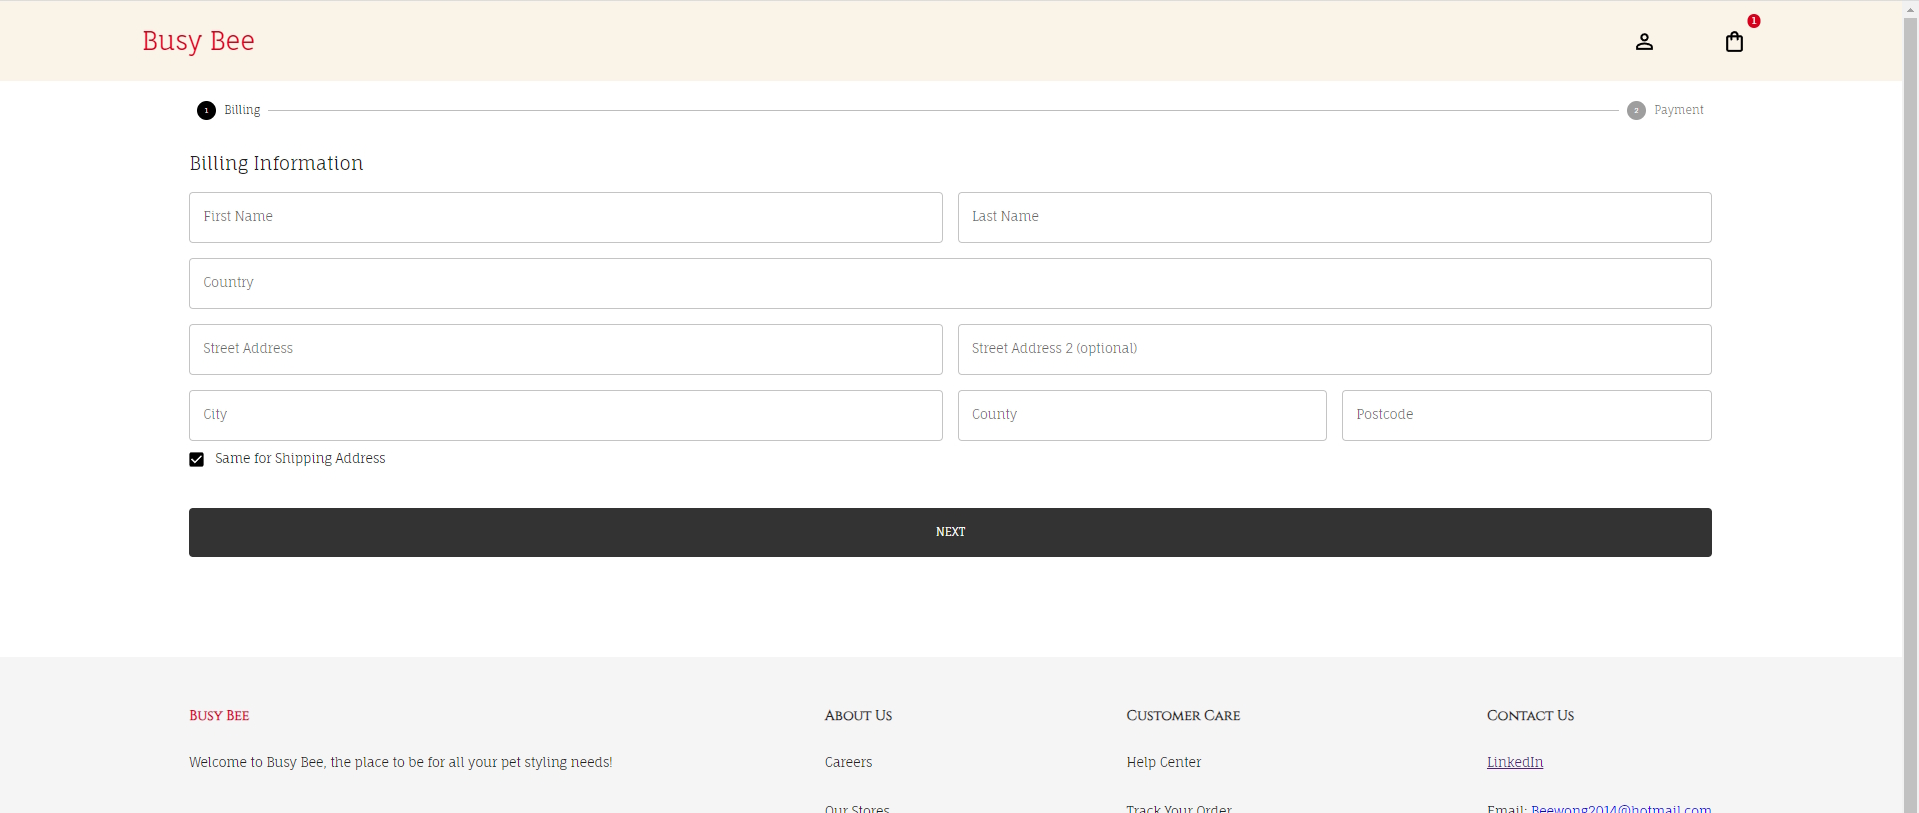 Busy Bee
1
1 Billing
2 Payment
Billing Information
First Name
Last Name
Country
Street Address
Street Address 2 (optional)
City
County
Postcode
Same for Shipping Address
NEXT
Busy Bee
About Us
Customer Care
Contact Us
Welcome to Busy Bee, the place to be for all your pet styling needs!
Careers
Help Center
LinkedIn
Our Stores
Track Your Order
Email: Beewong2014@hotmail.com